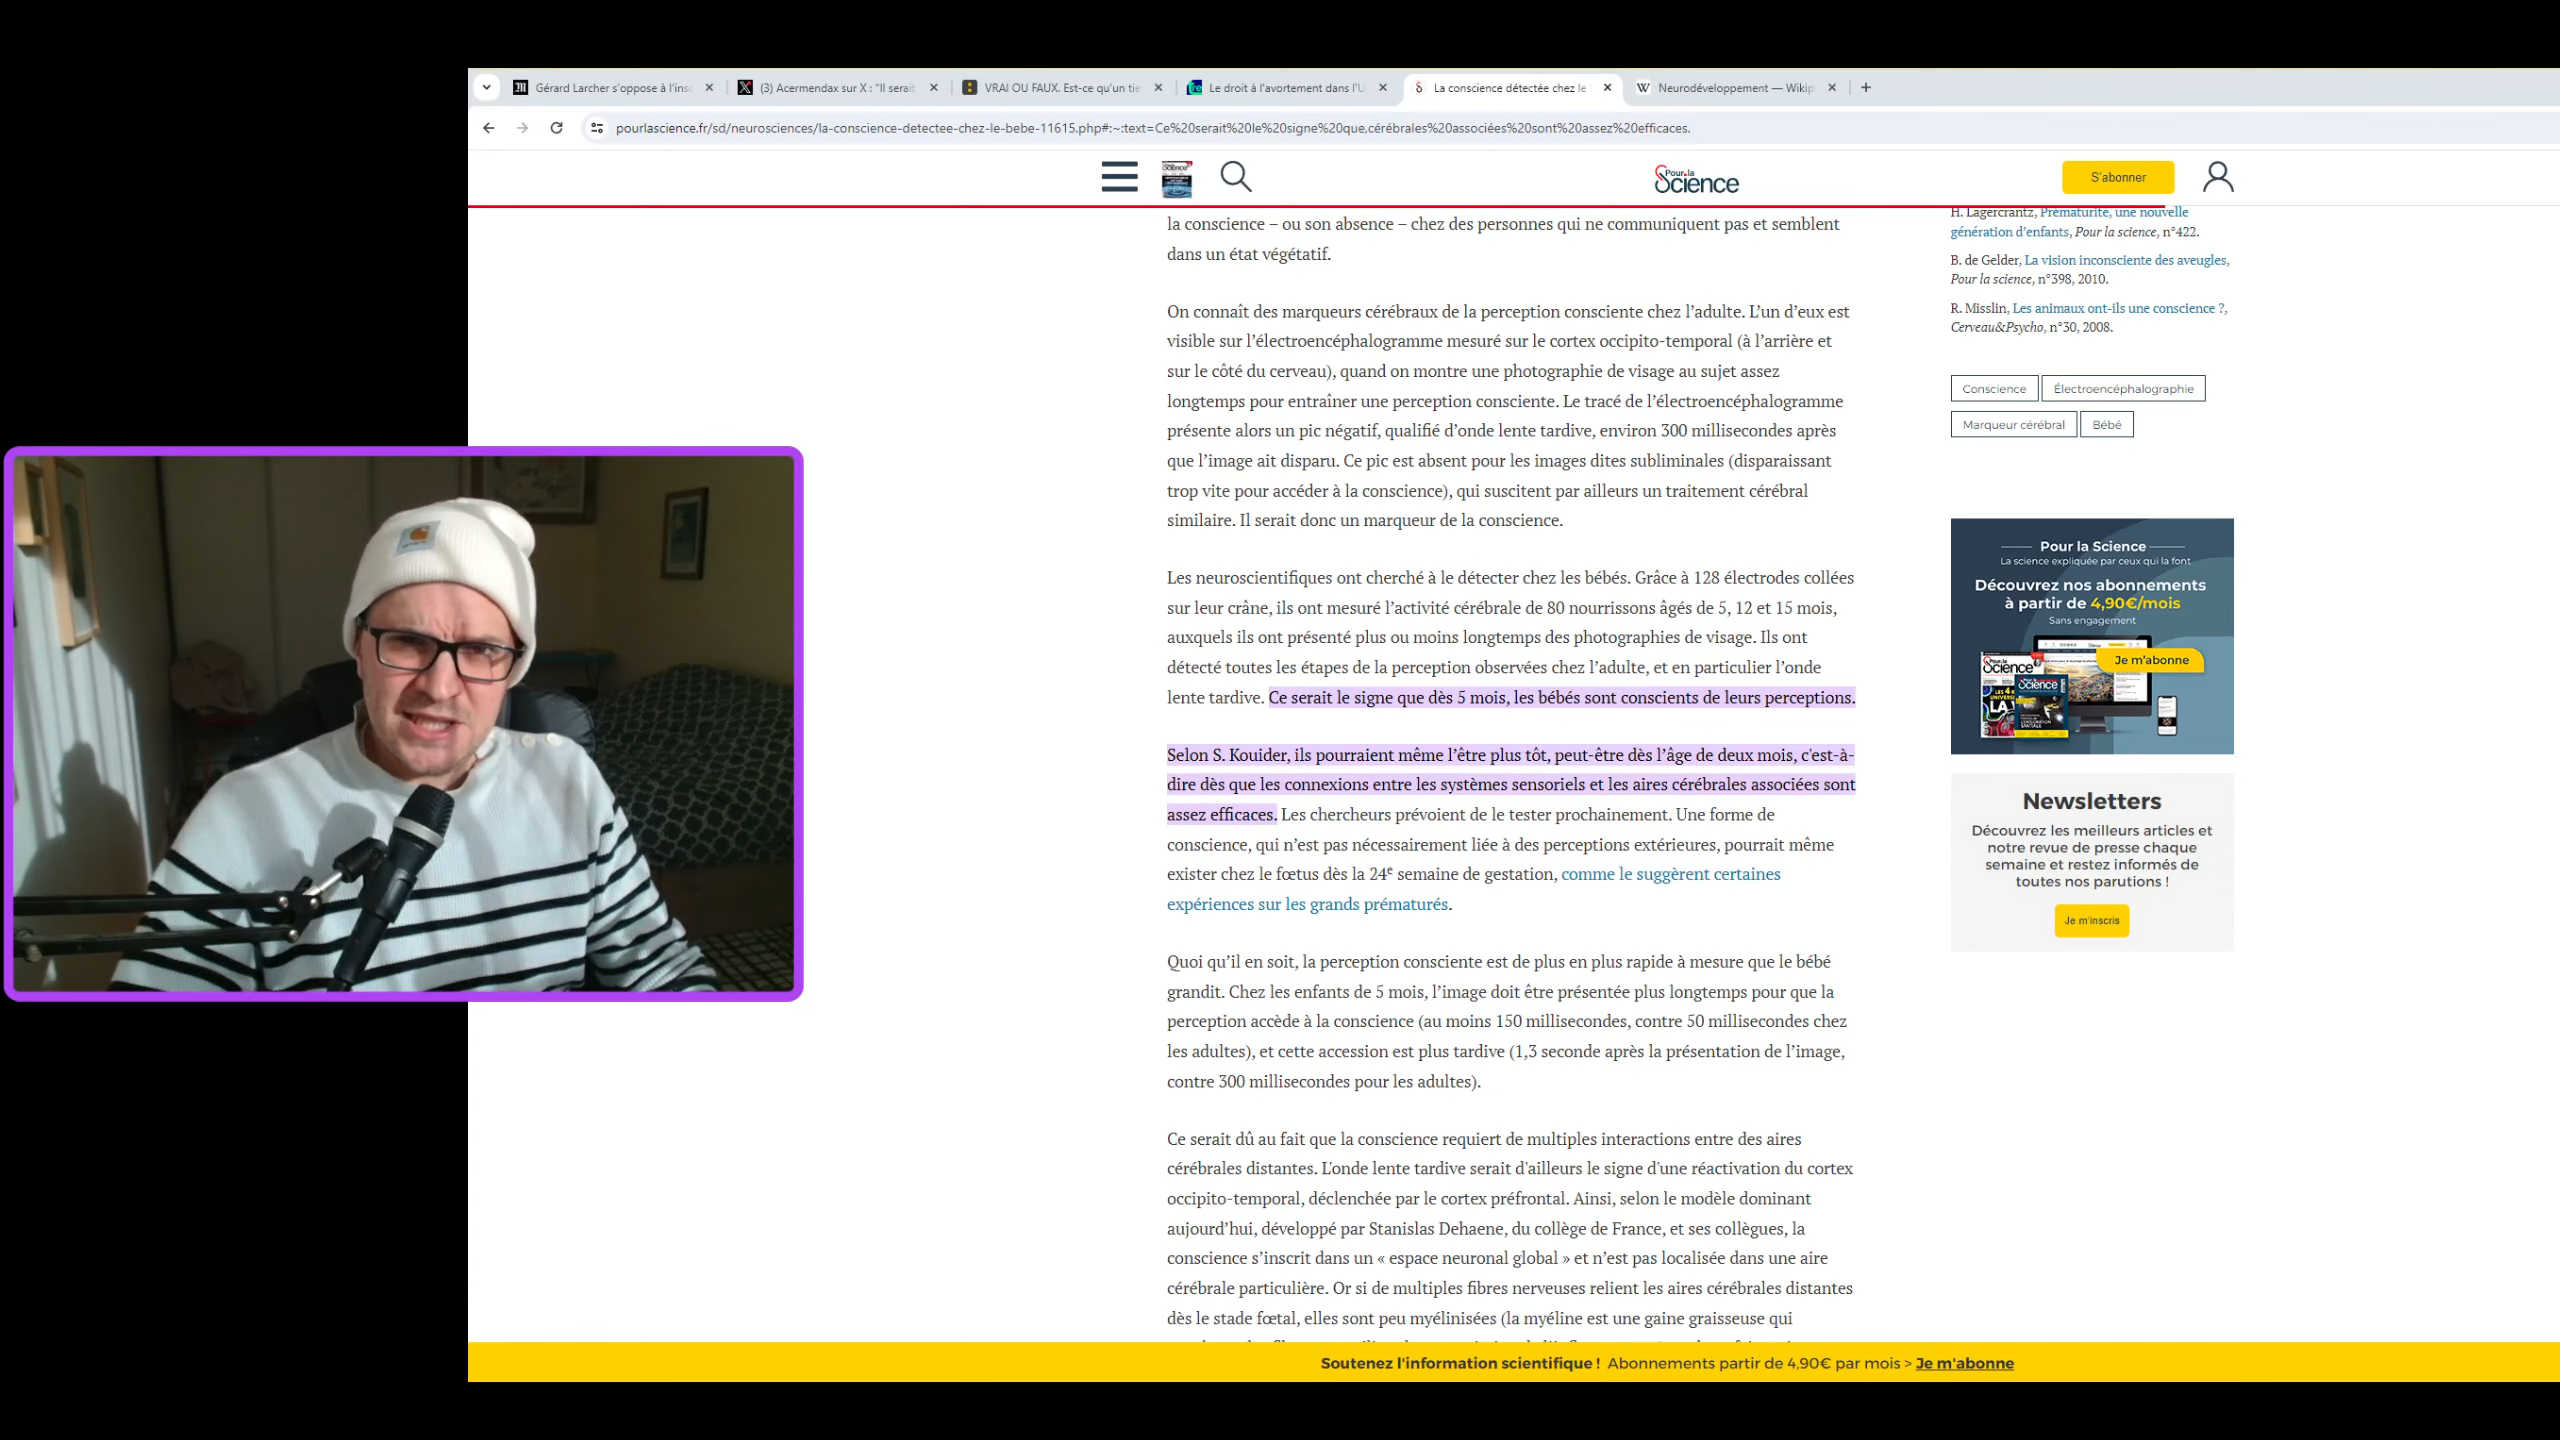 Gérard Larcher s'oppose à l'insc
(3) Acermendax sur X : "Il serait
VRAI OU FAUX. Est-ce qu'un tie
Le droit à l'avortement dans l'U
La conscience détectée chez le
Neurodéveloppement — Wikip
pourlascience.fr/sd/neurosciences/la-conscience-detectee-chez-le-bebe-11615.php#:~:text=Ce%20serait%20le%20signe%20que,cérébrales%20associées%20sont%20assez%20efficaces.
Pour la
Science
S'abonner
la conscience – ou son absence – chez des personnes qui ne communiquent pas et semblent
dans un état végétatif.
On connaît des marqueurs cérébraux de la perception consciente chez l’adulte. L’un d’eux est
visible sur l’électroencéphalogramme mesuré sur le cortex occipito-temporal (à l’arrière et
sur le côté du cerveau), quand on montre une photographie de visage au sujet assez
longtemps pour entraîner une perception consciente. Le tracé de l’électroencéphalogramme
présente alors un pic négatif, qualifié d’onde lente tardive, environ 300 millisecondes après
que l’image ait disparu. Ce pic est absent pour les images dites subliminales (disparaissant
trop vite pour accéder à la conscience), qui suscitent par ailleurs un traitement cérébral
similaire. Il serait donc un marqueur de la conscience.
Les neuroscientifiques ont cherché à le détecter chez les bébés. Grâce à 128 électrodes collées
sur leur crâne, ils ont mesuré l’activité cérébrale de 80 nourrissons âgés de 5, 12 et 15 mois,
auxquels ils ont présenté plus ou moins longtemps des photographies de visage. Ils ont
détecté toutes les étapes de la perception observées chez l’adulte, et en particulier l’onde
lente tardive. Ce serait le signe que dès 5 mois, les bébés sont conscients de leurs perceptions.
Selon S. Kouider, ils pourraient même l’être plus tôt, peut-être dès l’âge de deux mois, c'est-à-
dire dès que les connexions entre les systèmes sensoriels et les aires cérébrales associées sont
assez efficaces. Les chercheurs prévoient de le tester prochainement. Une forme de
conscience, qui n’est pas nécessairement liée à des perceptions extérieures, pourrait même
exister chez le fœtus dès la 24e semaine de gestation, comme le suggèrent certaines
expériences sur les grands prématurés.
Quoi qu’il en soit, la perception consciente est de plus en plus rapide à mesure que le bébé
grandit. Chez les enfants de 5 mois, l’image doit être présentée plus longtemps pour que la
perception accède à la conscience (au moins 150 millisecondes, contre 50 millisecondes chez
les adultes), et cette accession est plus tardive (1,3 seconde après la présentation de l’image,
contre 300 millisecondes pour les adultes).
Ce serait dû au fait que la conscience requiert de multiples interactions entre des aires
cérébrales distantes. L'onde lente tardive serait d'ailleurs le signe d'une réactivation du cortex
occipito-temporal, déclenchée par le cortex préfrontal. Ainsi, selon le modèle dominant
aujourd’hui, développé par Stanislas Dehaene, du collège de France, et ses collègues, la
conscience s’inscrit dans un « espace neuronal global » et n’est pas localisée dans une aire
cérébrale particulière. Or si de multiples fibres nerveuses relient les aires cérébrales distantes
dès le stade fœtal, elles sont peu myélinisées (la myéline est une gaine graisseuse qui
H. Lagercrantz, Prématurité, une nouvelle
génération d’enfants, Pour la science, n°422.
B. de Gelder, La vision inconsciente des aveugles,
Pour la science, n°398, 2010.
R. Misslin, Les animaux ont-ils une conscience ?,
Cerveau&Psycho, n°30, 2008.
Conscience
Électroencéphalographie
Marqueur cérébral
Bébé
Pour la Science
La science expliquée par ceux qui la font
Découvrez nos abonnements
à partir de 4,90€/mois
Sans engagement
Je m'abonne
Newsletters
Découvrez les meilleurs articles et
notre revue de presse chaque
semaine et restez informés de
toutes nos parutions !
Je m'inscris
Soutenez l'information scientifique ! Abonnements partir de 4,90€ par mois > Je m'abonne